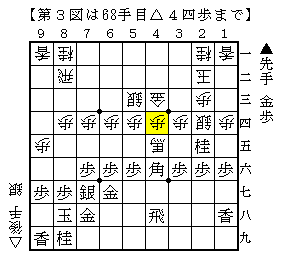 【第３図は68手目△４四歩まで】
９ ８ ７ ６ ５ ４ ３ ２ １
香 桂 桂 香 一
飛 王 二
銀 金 歩 三
歩 歩 歩 歩 歩 歩 銀 歩 四
歩 馬 桂 五
歩 歩 歩 角 歩 歩 歩 六
歩 歩 銀 歩 七
玉 金 飛 香 八
香 桂 九
▲先手 金歩
△後手 銀